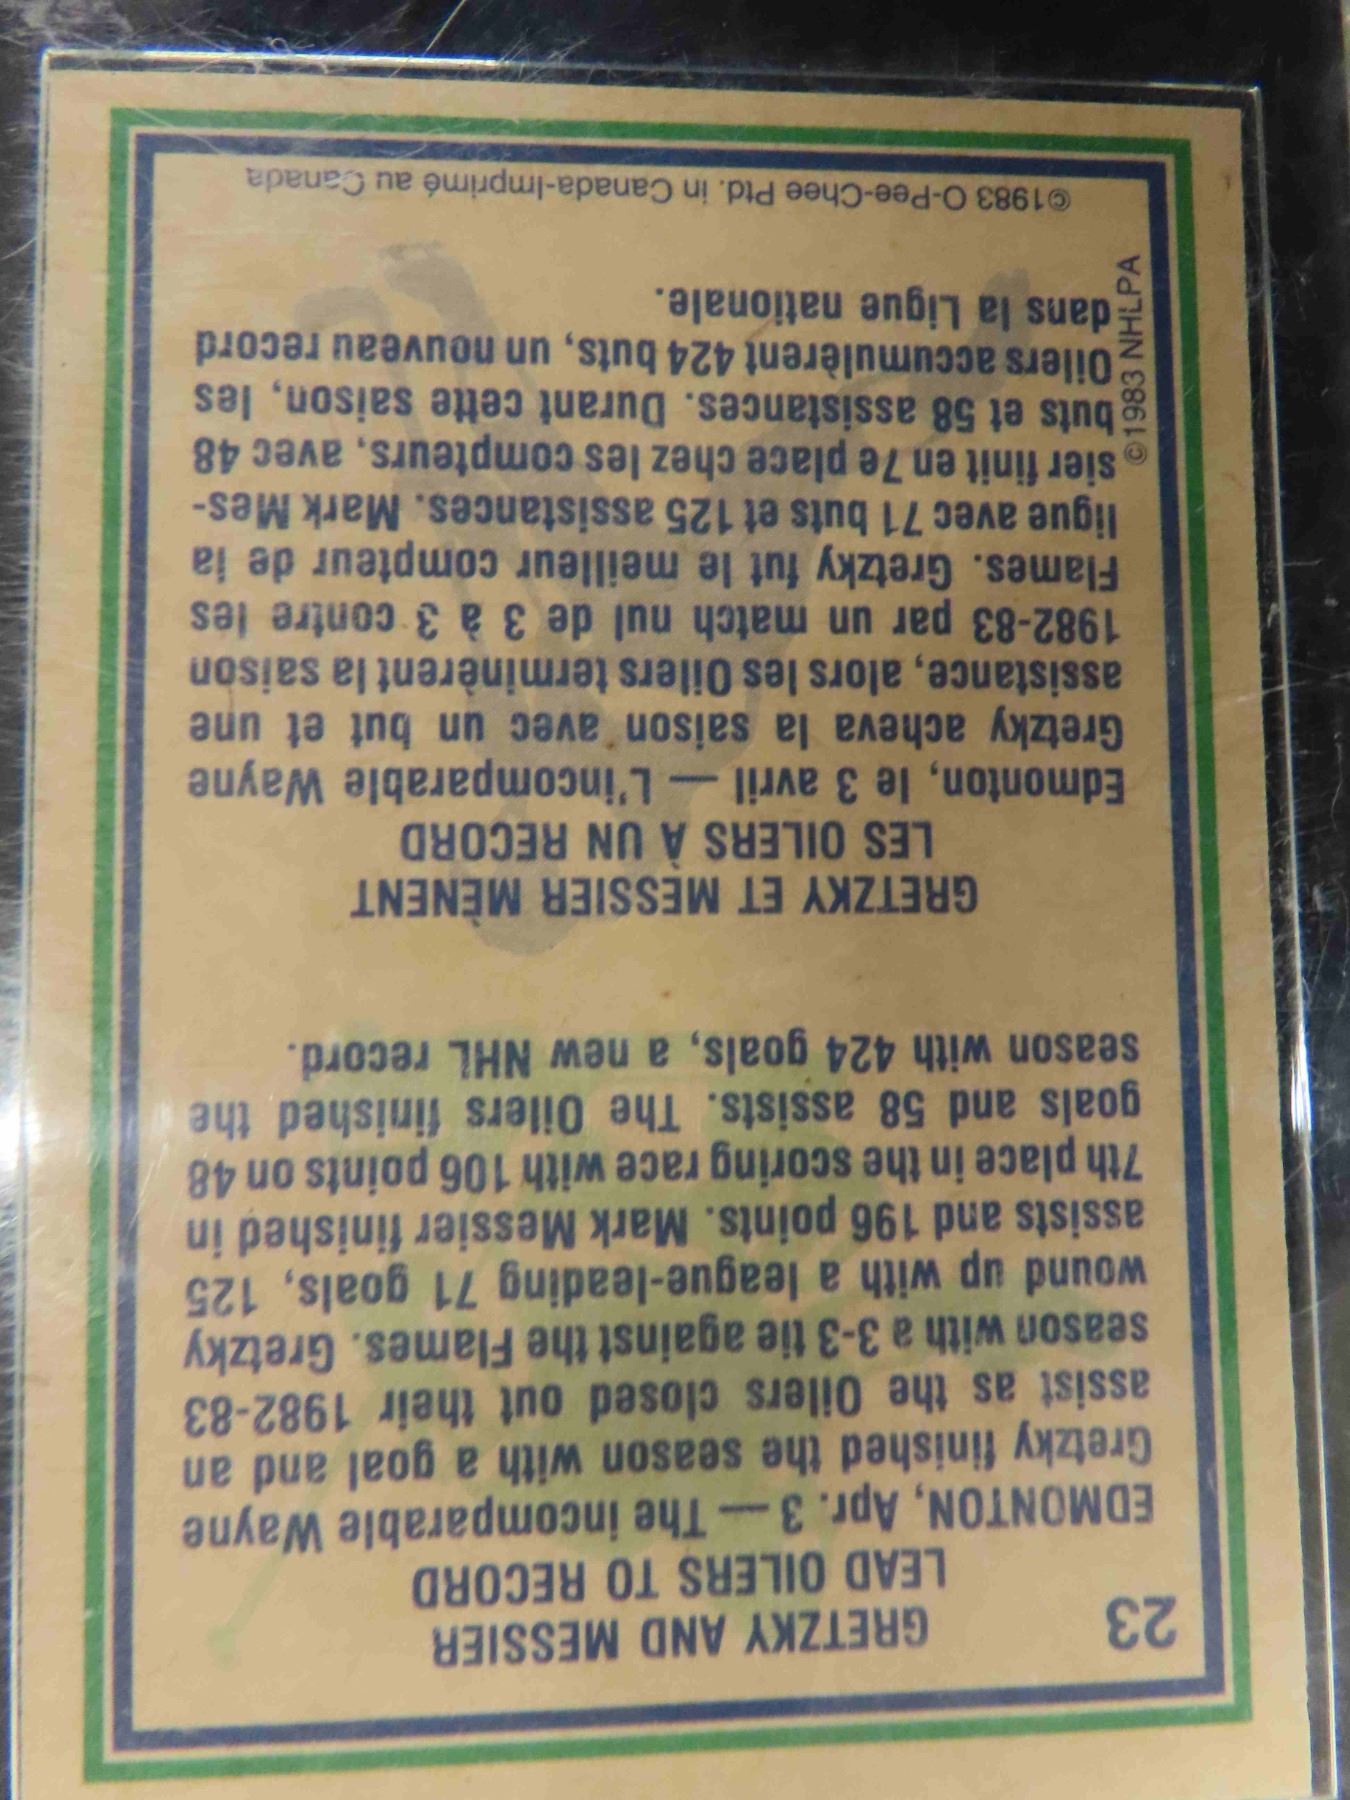 23
GRETZKY AND MESSIER
LEAD OILERS TO RECORD
EDMONTON, Apr. 3 — The incomparable Wayne
Gretzky finished the season with a goal and an
assist as the Oilers closed out their 1982-83
season with a 3-3 tie against the Flames. Gretzky
wound up with a league-leading 71 goals, 125
assists and 196 points. Mark Messier finished in
7th place in the scoring race with 106 points on 48
goals and 58 assists. The Oilers finished the
season with 424 goals, a new NHL record.
GRETZKY ET MESSIER MÈNENT
LES OILERS À UN RECORD
Edmonton, le 3 avril — L'incomparable Wayne
Gretzky acheva la saison avec un but et une
assistance, alors les Oilers terminèrent la saison
1982-83 par un match nul de 3 à 3 contre les
Flames. Gretzky fut le meilleur compteur de la
ligue avec 71 buts et 125 assistances. Mark Mes-
sier finit en 7e place chez les compteurs, avec 48
buts et 58 assistances. Durant cette saison, les
Oilers accumulèrent 424 buts, un nouveau record
dans la Ligue nationale.
©1983 NHLPA
©1983 O-Pee-Chee Ptd. in Canada-Imprimé au Canada